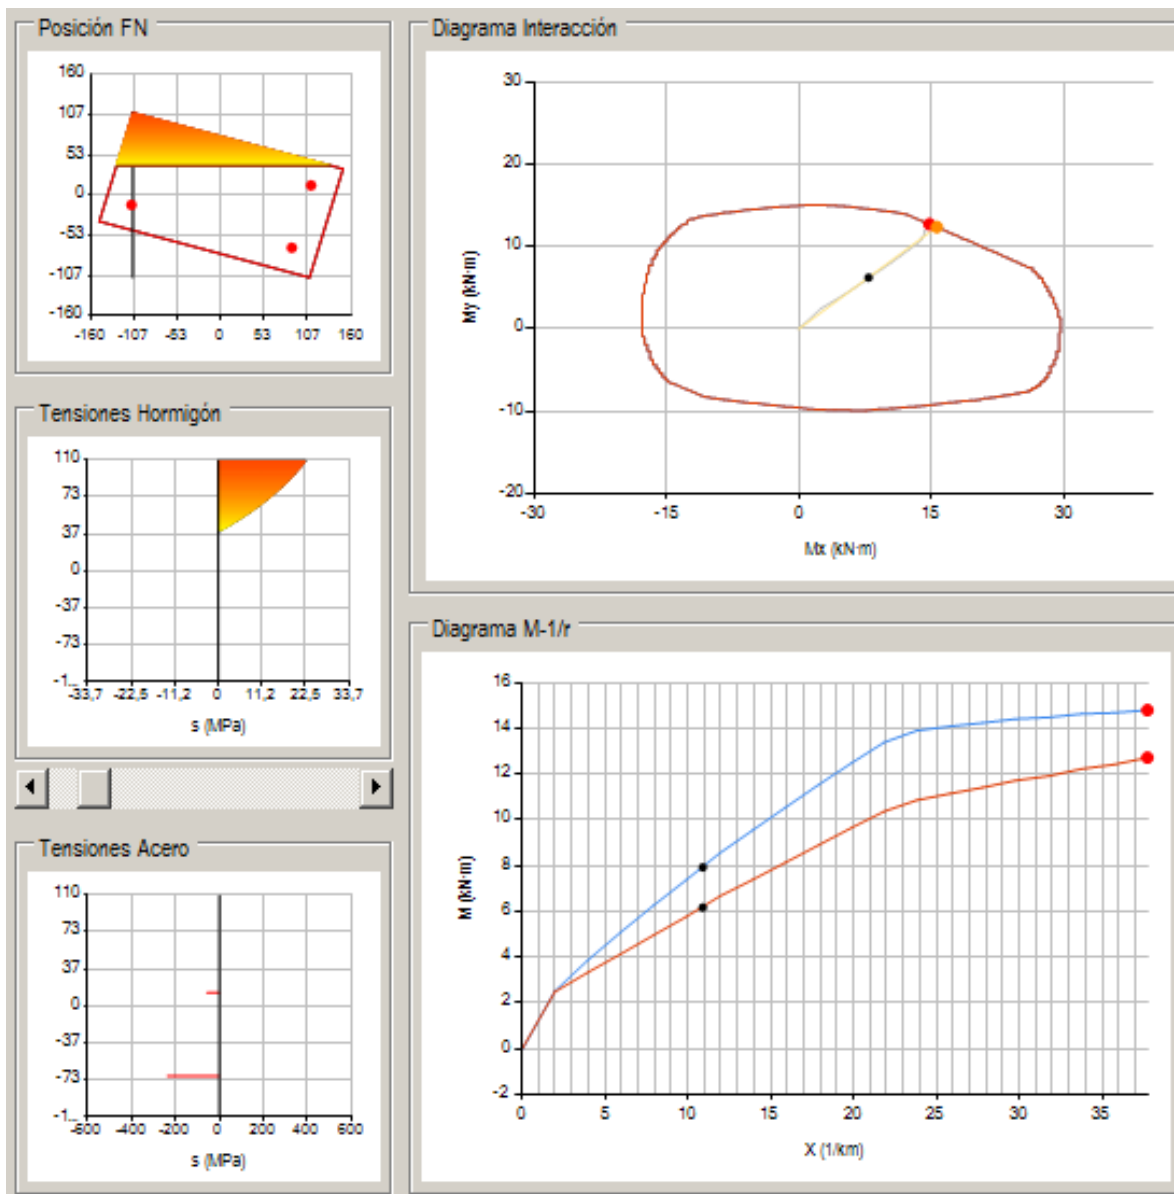 Posición FN
160
107
53
0
-53
-107
-160
-160 -107 -53 0 53 107 160
Tensiones Hormigón
110
73
37
0
-37
-73
-1...
-33,7 -22,5 -11,2 0 11,2 22,5 33,7
s (MPa)
Tensiones Acero
110
73
37
0
-37
-73
-1...
-600 -400 -200 0 200 400 600
s (MPa)
Diagrama Interacción
30
20
10
0
-10
-20
My (kN·m)
-30 -15 0 15 30
Mx (kN·m)
Diagrama M-1/r
16
14
12
10
8
6
4
2
0
-2
M (kN·m)
0 5 10 15 20 25 30 35
X (1/km)